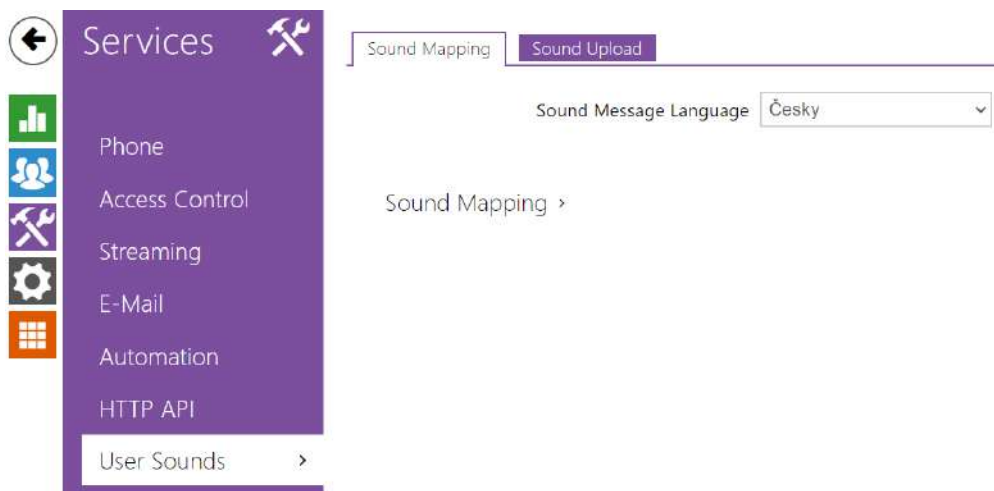 Services
Phone
Access Control
Streaming
E-Mail
Automation
HTTP API
User Sounds
Sound Mapping
Sound Upload
Sound Message Language
Česky
Sound Mapping